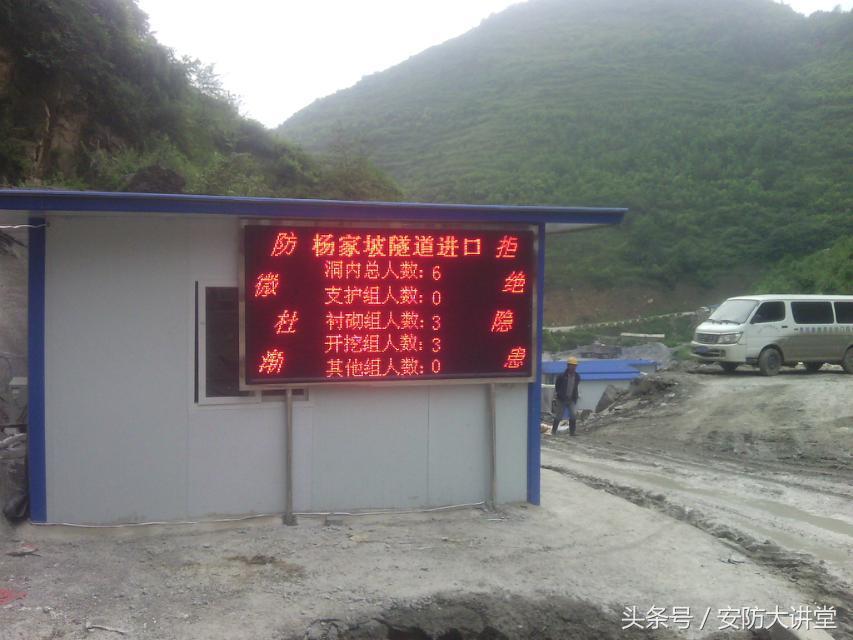 杨家坡隧道进口
洞内总人数: 6
支护组人数: 0
衬砌组人数: 3
开挖组人数: 3
其他组人数: 0
防微杜渐
拒绝隐患
头条号 / 安防大讲堂